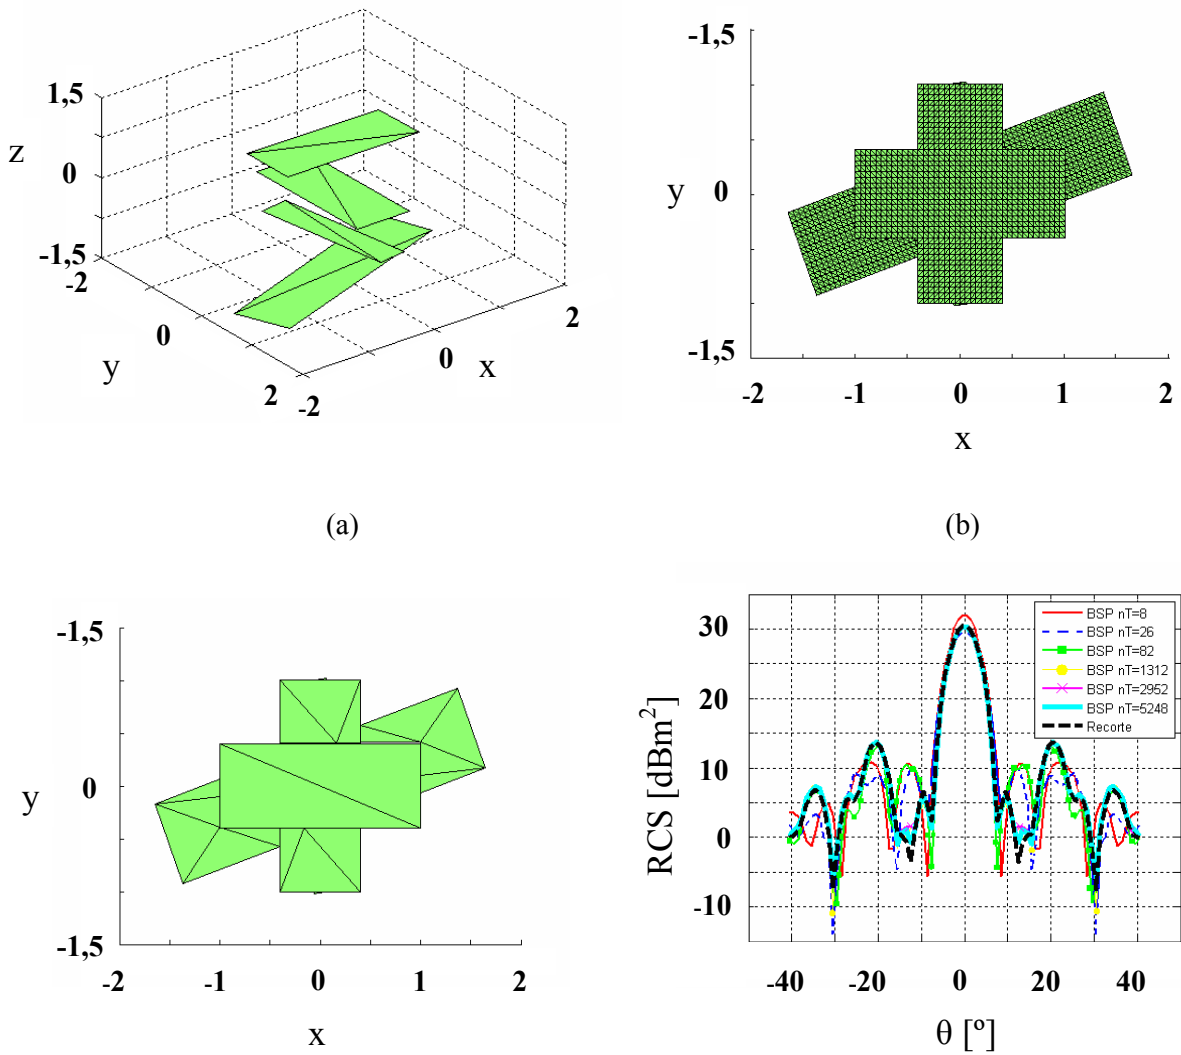 1,5
z
0
-1,5
-2
0
y
2
-2
0
x
2
(a)
-1,5
y
0
-1,5
-2
-1
0
1
2
x
(b)
-1,5
y
0
-1,5
-2
-1
0
1
2
x
RCS [dBm²]
30
20
10
0
-10
BSP nT=8
BSP nT=26
BSP nT=82
BSP nT=1312
BSP nT=2952
BSP nT=5248
Recorte
-40
-20
0
20
40
θ [º]